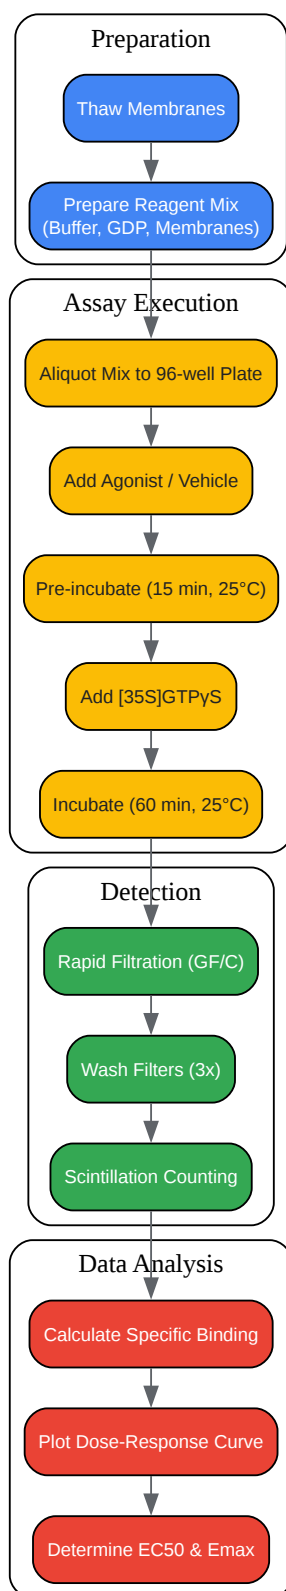 Preparation
Thaw Membranes
Prepare Reagent Mix
(Buffer, GDP, Membranes)
Assay Execution
Aliquot Mix to 96-well Plate
Add Agonist / Vehicle
Pre-incubate (15 min, 25°C)
Add [35S]GTPγS
Incubate (60 min, 25°C)
Detection
Rapid Filtration (GF/C)
Wash Filters (3x)
Scintillation Counting
Data Analysis
Calculate Specific Binding
Plot Dose-Response Curve
Determine EC50 & Emax